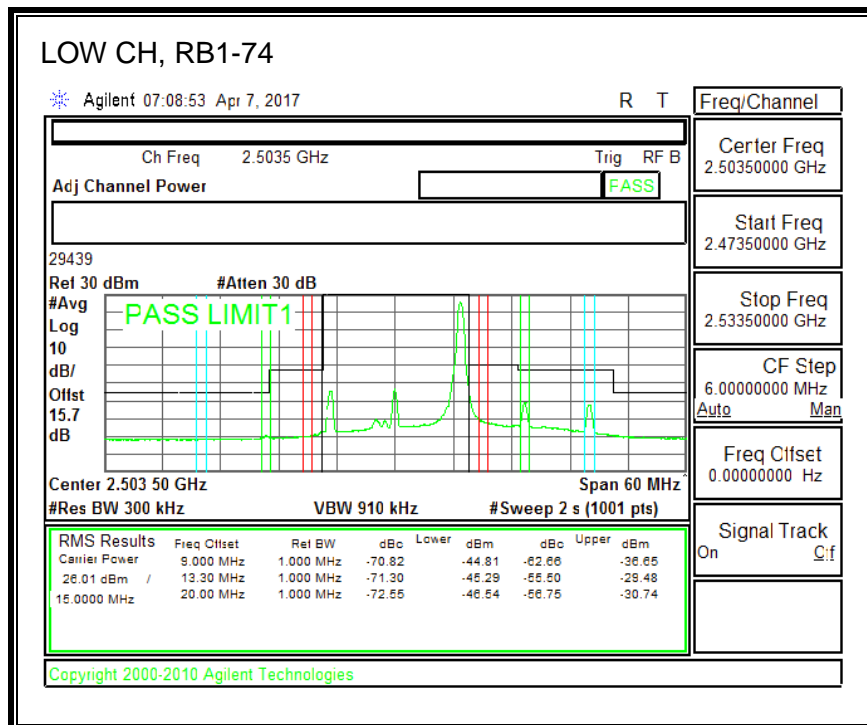 LOW CH, RB1-74
Agilent 07:08:53 Apr 7, 2017 R T
Ch Freq 2.5035 GHz Trig RF B
Adj Channel Power
PASS
29439
Ref 30 dBm #Atten 30 dB
#Avg
Log
10
dB/
Offst
15.7
dB
PASS LIMIT1
Center 2.503 50 GHz Span 60 MHz^
#Res BW 300 kHz VBW 910 kHz #Sweep 2 s (1001 pts)
RMS Results Freq Offset Ref BW dBc Lower dBm dBc Upper dBm
Carrier Power 9.000 MHz 1.000 MHz -70.82 -44.81 -62.66 -36.65
26.01 dBm / 13.30 MHz 1.000 MHz -71.30 -45.29 -55.50 -29.48
15.0000 MHz 20.00 MHz 1.000 MHz -72.55 -46.54 -56.75 -30.74
Copyright 2000-2010 Agilent Technologies
Freq/Channel
Center Freq
2.50350000 GHz
Start Freq
2.47350000 GHz
Stop Freq
2.53350000 GHz
CF Step
6.00000000 MHz
Auto Man
Freq Offset
0.00000000 Hz
Signal Track
On Off